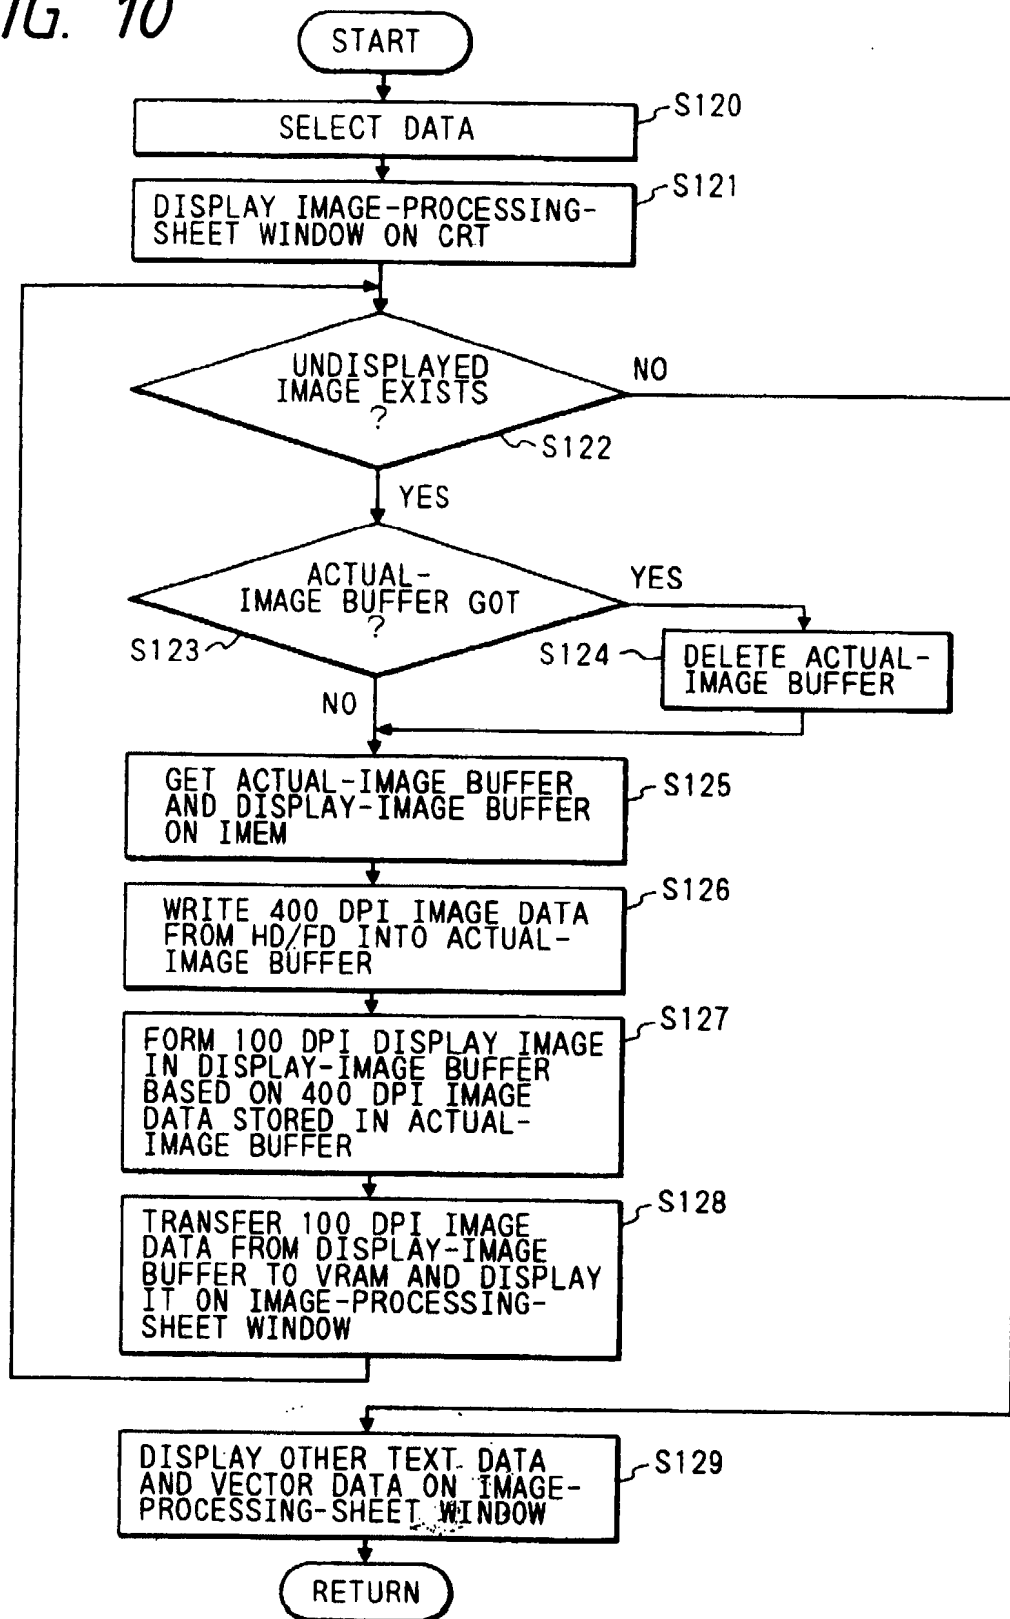 IG. 10
START
S120
SELECT DATA
S121
DISPLAY IMAGE-PROCESSING-
SHEET WINDOW ON CRT
UNDISPLAYED
IMAGE EXISTS
?
NO
S122
YES
ACTUAL-
IMAGE BUFFER GOT
?
YES
S123
S124
DELETE ACTUAL-
IMAGE BUFFER
NO
GET ACTUAL-IMAGE BUFFER
AND DISPLAY-IMAGE BUFFER
ON IMEM
S125
WRITE 400 DPI IMAGE DATA
FROM HD/FD INTO ACTUAL-
IMAGE BUFFER
S126
FORM 100 DPI DISPLAY IMAGE
IN DISPLAY-IMAGE BUFFER
BASED ON 400 DPI IMAGE
DATA STORED IN ACTUAL-
IMAGE BUFFER
S127
TRANSFER 100 DPI IMAGE
DATA FROM DISPLAY-IMAGE
BUFFER TO VRAM AND DISPLAY
IT ON IMAGE-PROCESSING-
SHEET WINDOW
S128
DISPLAY OTHER TEXT DATA
AND VECTOR DATA ON IMAGE-
PROCESSING-SHEET WINDOW
S129
RETURN